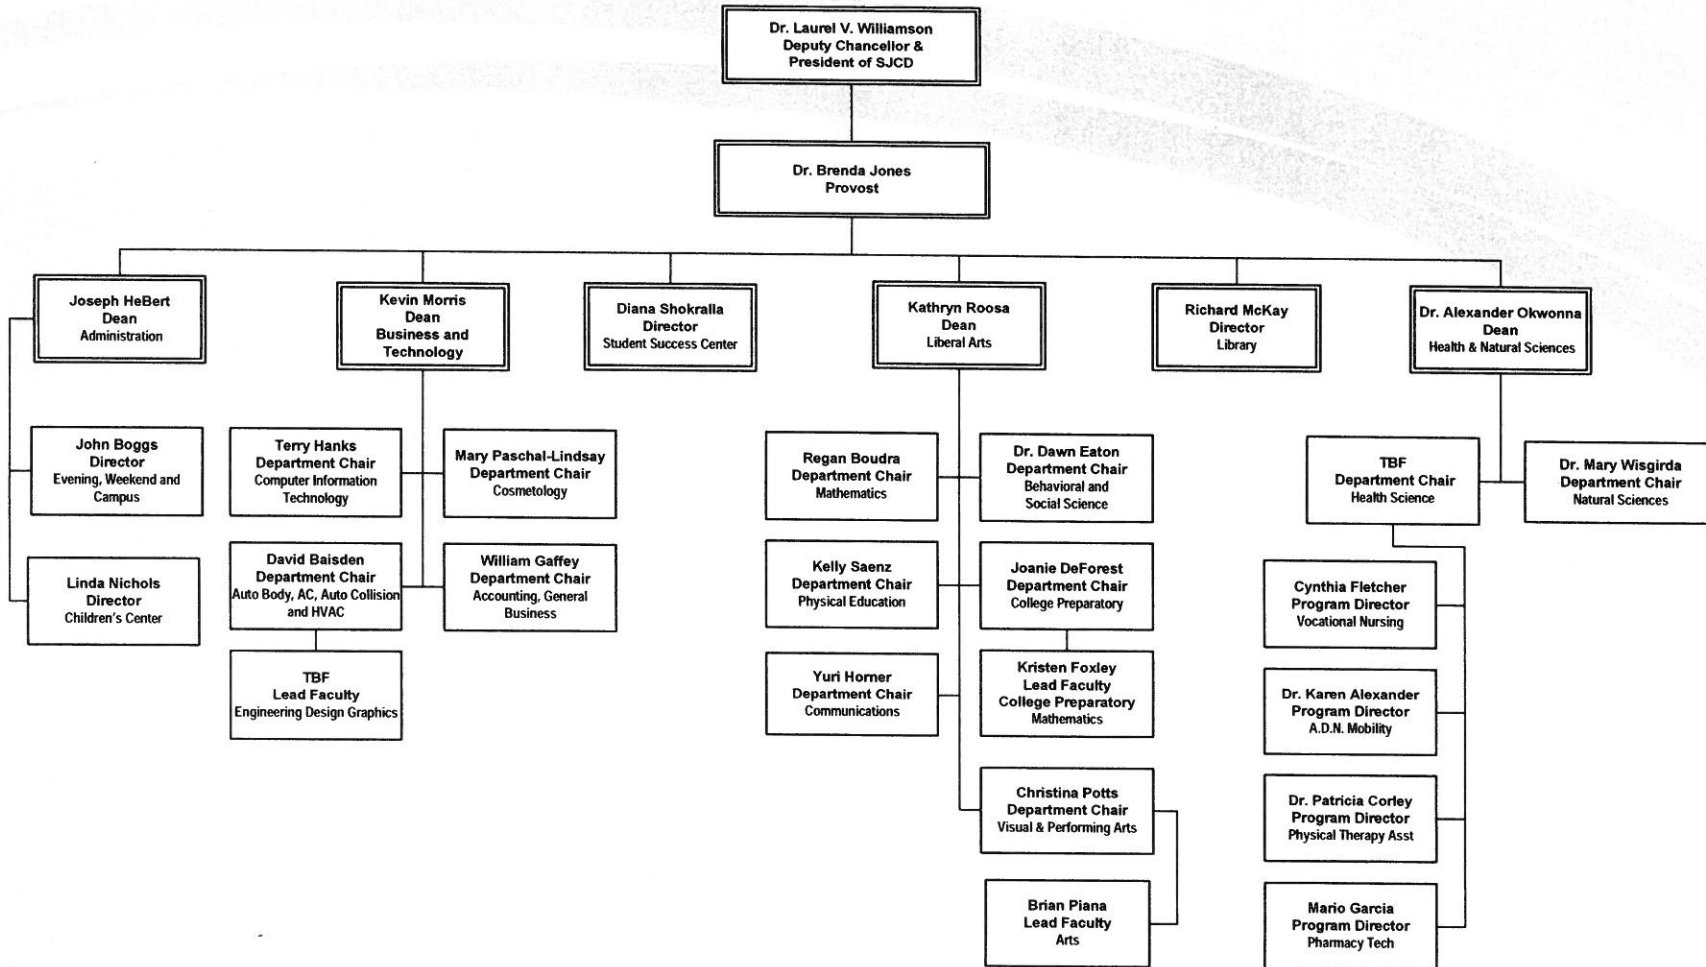 Dr. Laurel V. Williamson
Deputy Chancellor &
President of SJCD
Dr. Brenda Jones
Provost
Joseph HeBert
Dean
Administration
Kevin Morris
Dean
Business and
Technology
Diana Shokralla
Director
Student Success Center
Kathryn Roosa
Dean
Liberal Arts
Richard McKay
Director
Library
Dr. Alexander Okwonna
Dean
Health & Natural Sciences
John Boggs
Director
Evening, Weekend and
Campus
Terry Hanks
Department Chair
Computer Information
Technology
Mary Paschal-Lindsay
Department Chair
Cosmetology
Regan Boudra
Department Chair
Mathematics
Dr. Dawn Eaton
Department Chair
Behavioral and
Social Science
TBF
Department Chair
Health Science
Dr. Mary Wisgirda
Department Chair
Natural Sciences
Linda Nichols
Director
Children's Center
David Baisden
Department Chair
Auto Body, AC, Auto Collision
and HVAC
William Gaffey
Department Chair
Accounting, General
Business
Kelly Saenz
Department Chair
Physical Education
Joanie DeForest
Department Chair
College Preparatory
Cynthia Fletcher
Program Director
Vocational Nursing
TBF
Lead Faculty
Engineering Design Graphics
Yuri Horner
Department Chair
Communications
Kristen Foxley
Lead Faculty
College Preparatory
Mathematics
Dr. Karen Alexander
Program Director
A.D.N. Mobility
Christina Potts
Department Chair
Visual & Performing Arts
Dr. Patricia Corley
Program Director
Physical Therapy Asst
Brian Piana
Lead Faculty
Arts
Mario Garcia
Program Director
Pharmacy Tech